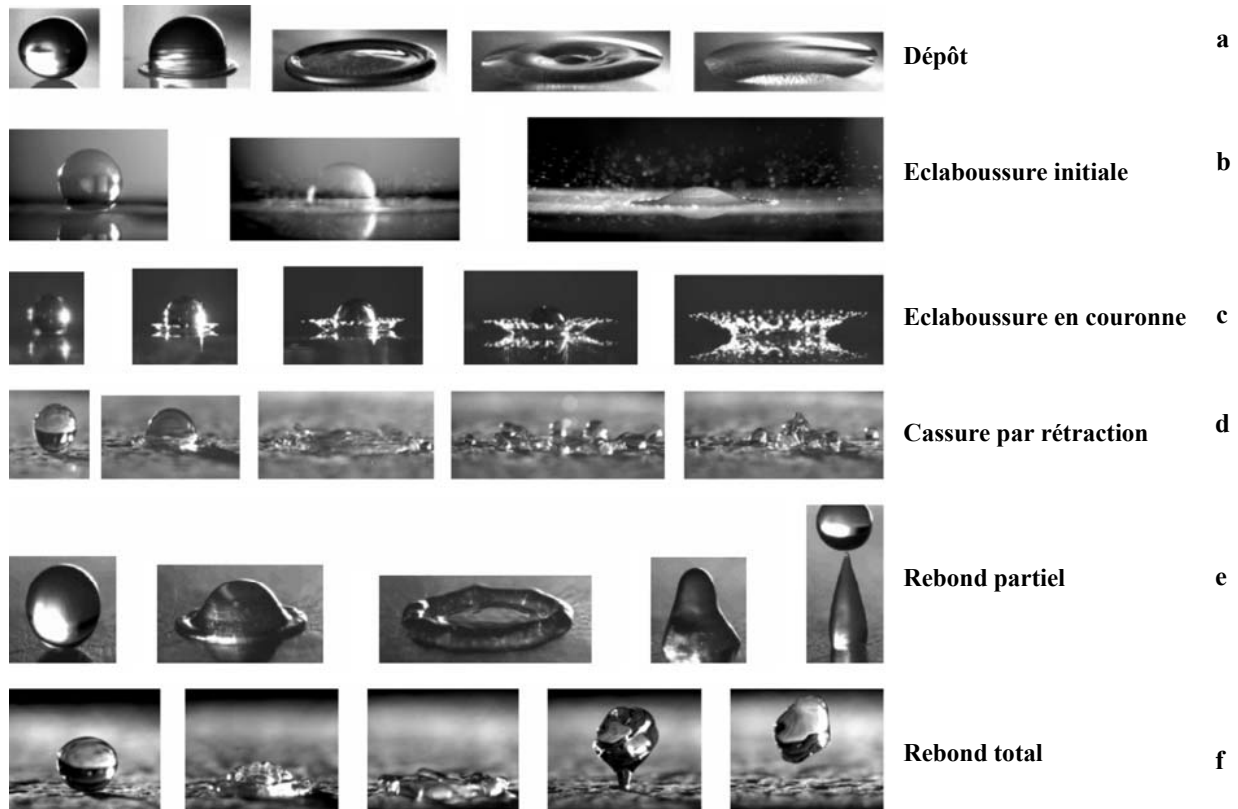 Dépôt a
Eclaboussure initiale b
Eclaboussure en couronne c
Cassure par rétraction d
Rebond partiel e
Rebond total f